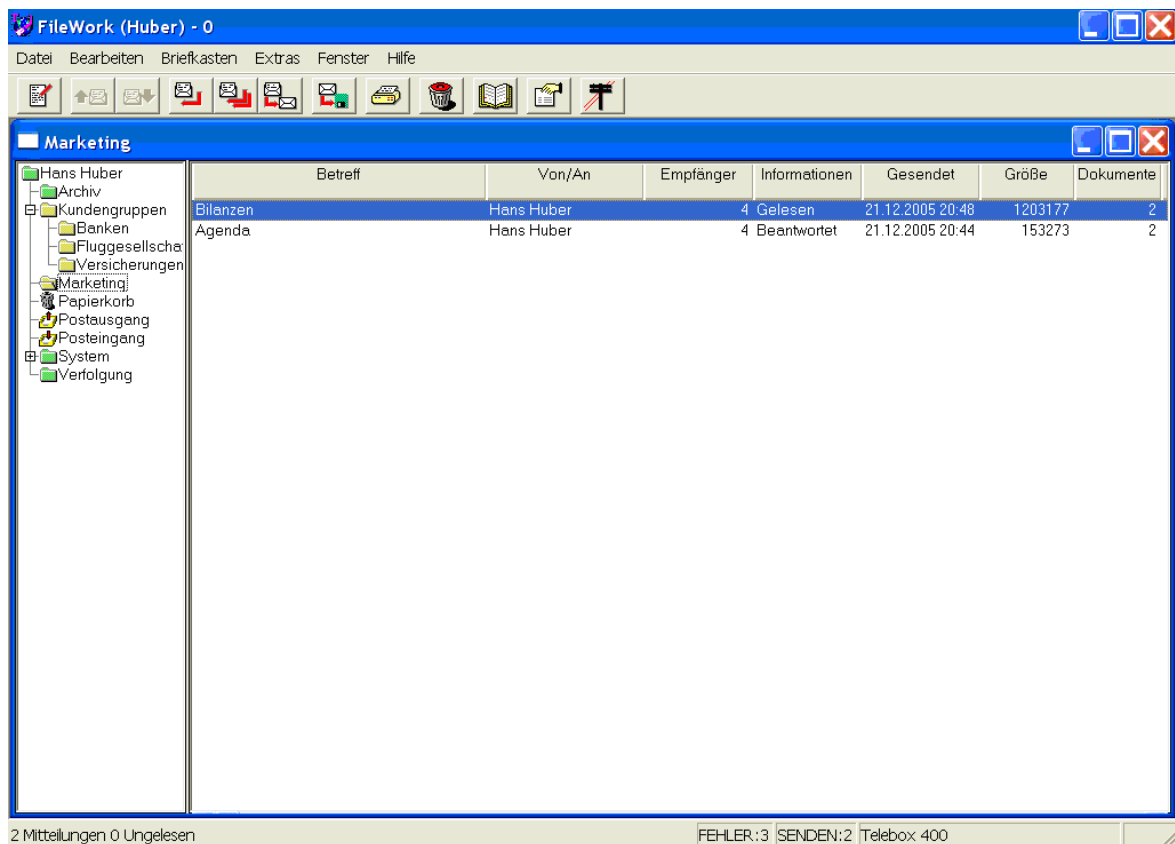 FileWork (Huber) - 0
Datei Bearbeiten Briefkasten Extras Fenster Hilfe
Marketing
Hans Huber
Archiv
Kundengruppen
Banken
Fluggesellscha
Versicherungen
Marketing
Papierkorb
Postausgang
Posteingang
System
Verfolgung
Betreff Von/An Empfänger Informationen Gesendet Größe Dokumente
Bilanzen Hans Huber 4 Gelesen 21.12.2005 20:48 1203177 2
Agenda Hans Huber 4 Beantwortet 21.12.2005 20:44 153273 2
2 Mitteilungen 0 Ungelesen FEHLER:3 SENDEN:2 Telebox 400